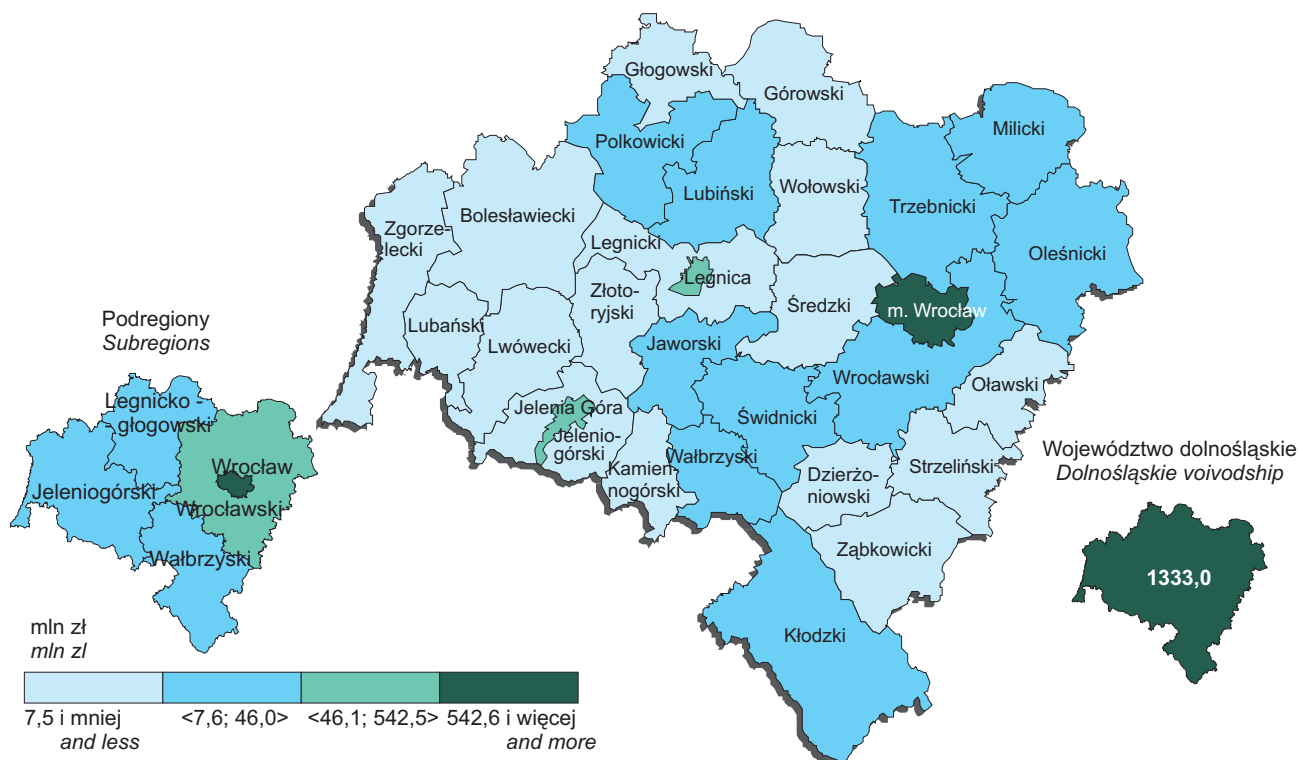 Głogowski
Górowski
Milicki
Polkowicki
Lubiński
Wołowski
Trzebnicki
Bolesławiecki
Zgorze-
lecki
Legnicki
Oleśnicki
Legnica
Złoto-
ryjski
Średzki
m. Wrocław
Lubański
Lwówecki
Jaworski
Wrocławski
Oławski
Jelenia Góra
Jelenio-
górski
Świdnicki
Kamien-
nogórski
Wałbrzyski
Dzierżo-
niowski
Strzeliński
Ząbkowicki
Kłodzki
Podregiony
Subregions
Legnicko -
głogowski
Wrocław
Jeleniogórski
Wrocławski
Wałbrzyski
Województwo dolnośląskie
Dolnośląskie voivodship
1333,0
mln zł
mln zl
7,5 i mniej <7,6; 46,0> <46,1; 542,5> 542,6 i więcej
and less and more